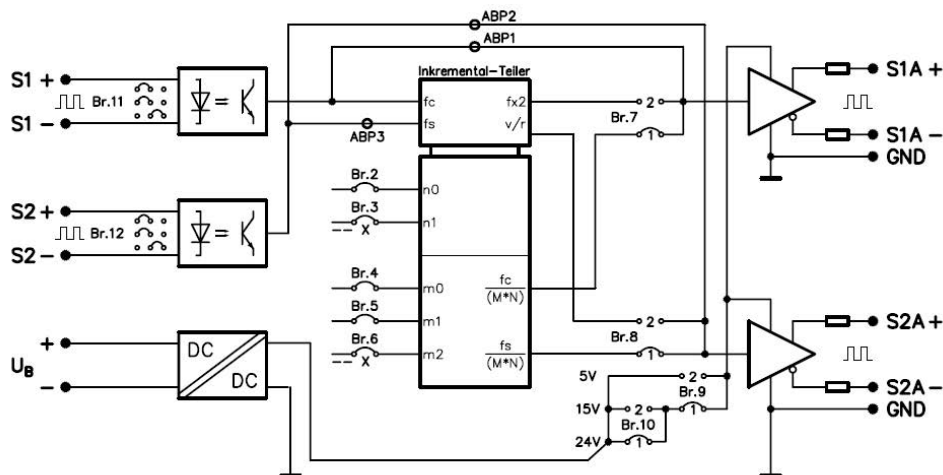 ABP2
ABP1
Inkremental-Teiler
S1 +
Br.11
S1 -
fc
fs
ABP3
fx2
v/r
2
Br.7
1
S1A +
S1A -
GND
S2 +
Br.12
S2 -
Br.2
n0
Br.3
X
n1
Br.4
m0
Br.5
m1
Br.6
X
m2
fc
(M*N)
fs
(M*N)
2
Br.8
1
UB
+
-
DC
DC
5V
2
Br.9
15V
2
1
Br.10
24V
1
S2A +
S2A -
GND